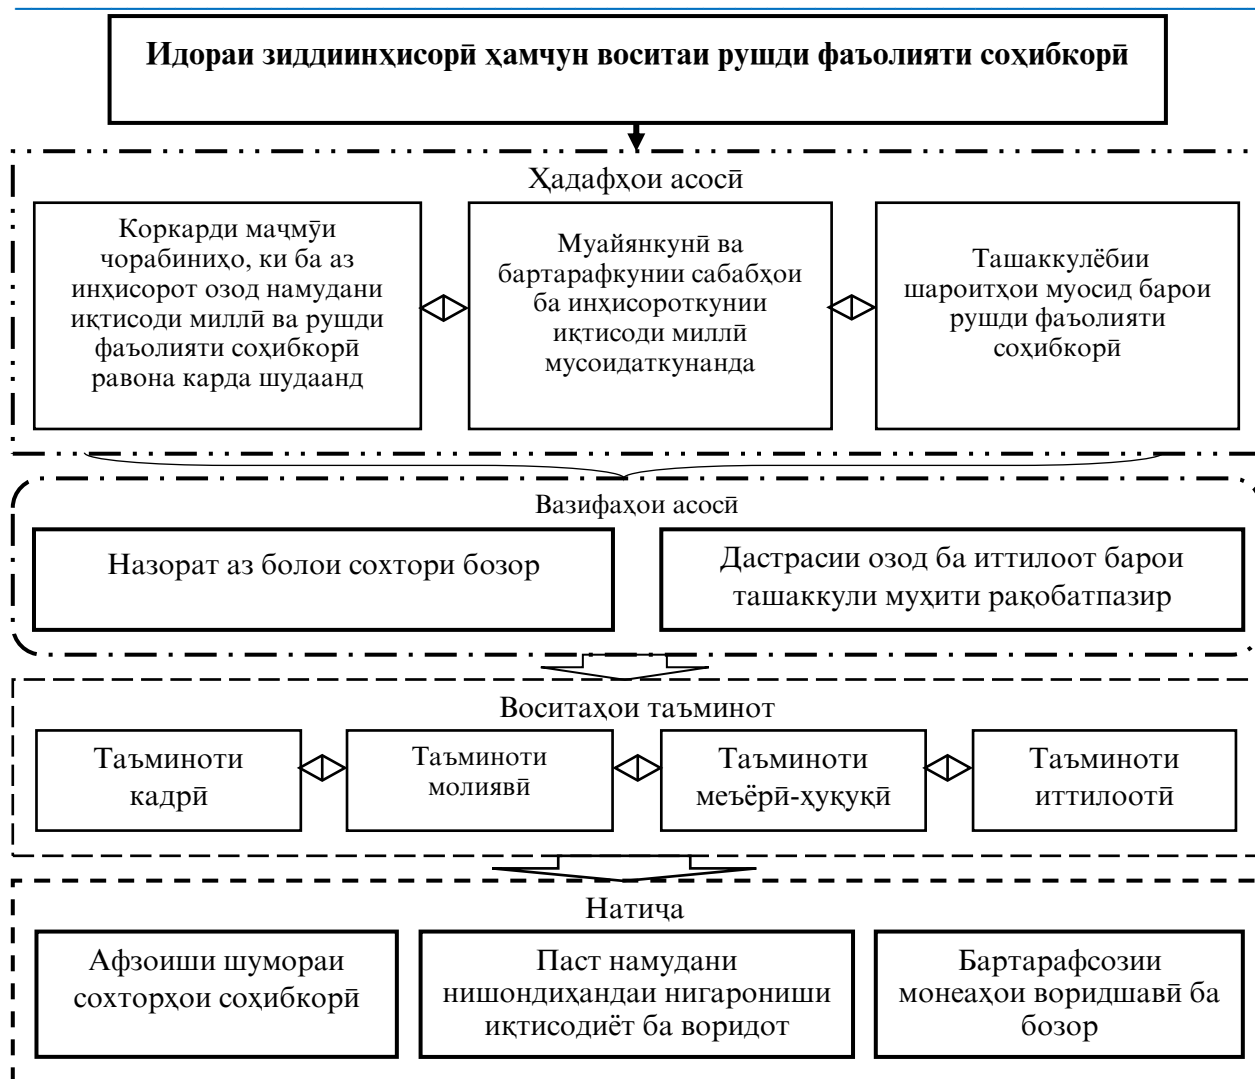 Идораи зиддиинҳисорӣ ҳамчун воситаи рушди фаъолияти соҳибкорӣ
Ҳадафҳои асосӣ
Коркарди маҷмӯи
чорабиниҳо, ки ба аз
инҳисорот озод намудани
иқтисоди миллӣ ва рушди
фаъолияти соҳибкорӣ
равона карда шудаанд
Муайянкунӣ ва
бартарафкунии сабабҳои
ба инҳисороткунии
иқтисоди миллӣ
мусоидаткунанда
Ташаккулёбии
шароитҳои муосид барои
рушди фаъолияти
соҳибкорӣ
Вазифаҳои асосӣ
Назорат аз болои сохтори бозор
Дастрасии озод ба иттилоот барои
ташаккули муҳити рақобатпазир
Воситаҳои таъминот
Таъминоти
кадрӣ
Таъминоти
молиявӣ
Таъминоти
меъёрӣ-ҳуқуқӣ
Таъминоти
иттилоотӣ
Натиҷа
Афзоиши шумораи
сохторҳои соҳибкорӣ
Паст намудани
нишондиҳандаи нигарониши
иқтисодиёт ба воридот
Бартарафсозии
монеаҳои воридшавӣ ба
бозор